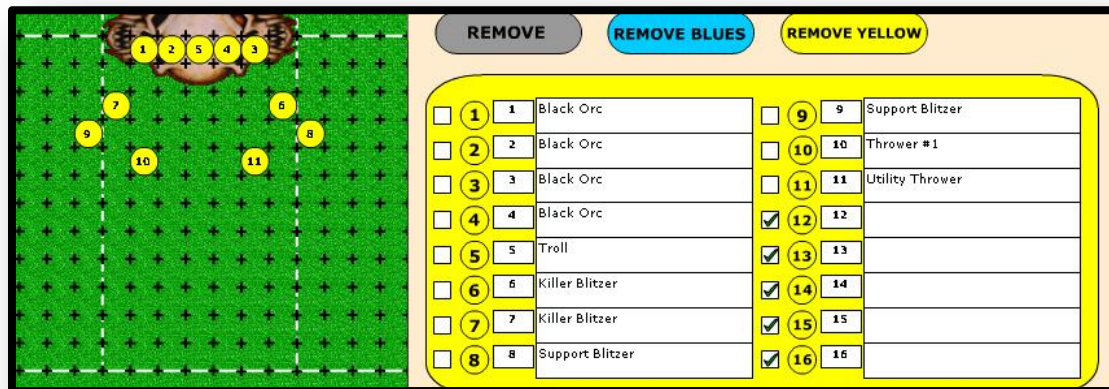 REMOVE REMOVE BLUES REMOVE YELLOW
1 2 5 4 3
7 6
9 8
10 11
1 1 Black Orc 9 9 Support Blitzer
2 2 Black Orc 10 10 Thrower #1
3 3 Black Orc 11 11 Utility Thrower
4 4 Black Orc 12 12
5 5 Troll 13 13
6 6 Killer Blitzer 14 14
7 7 Killer Blitzer 15 15
8 8 Support Blitzer 16 16